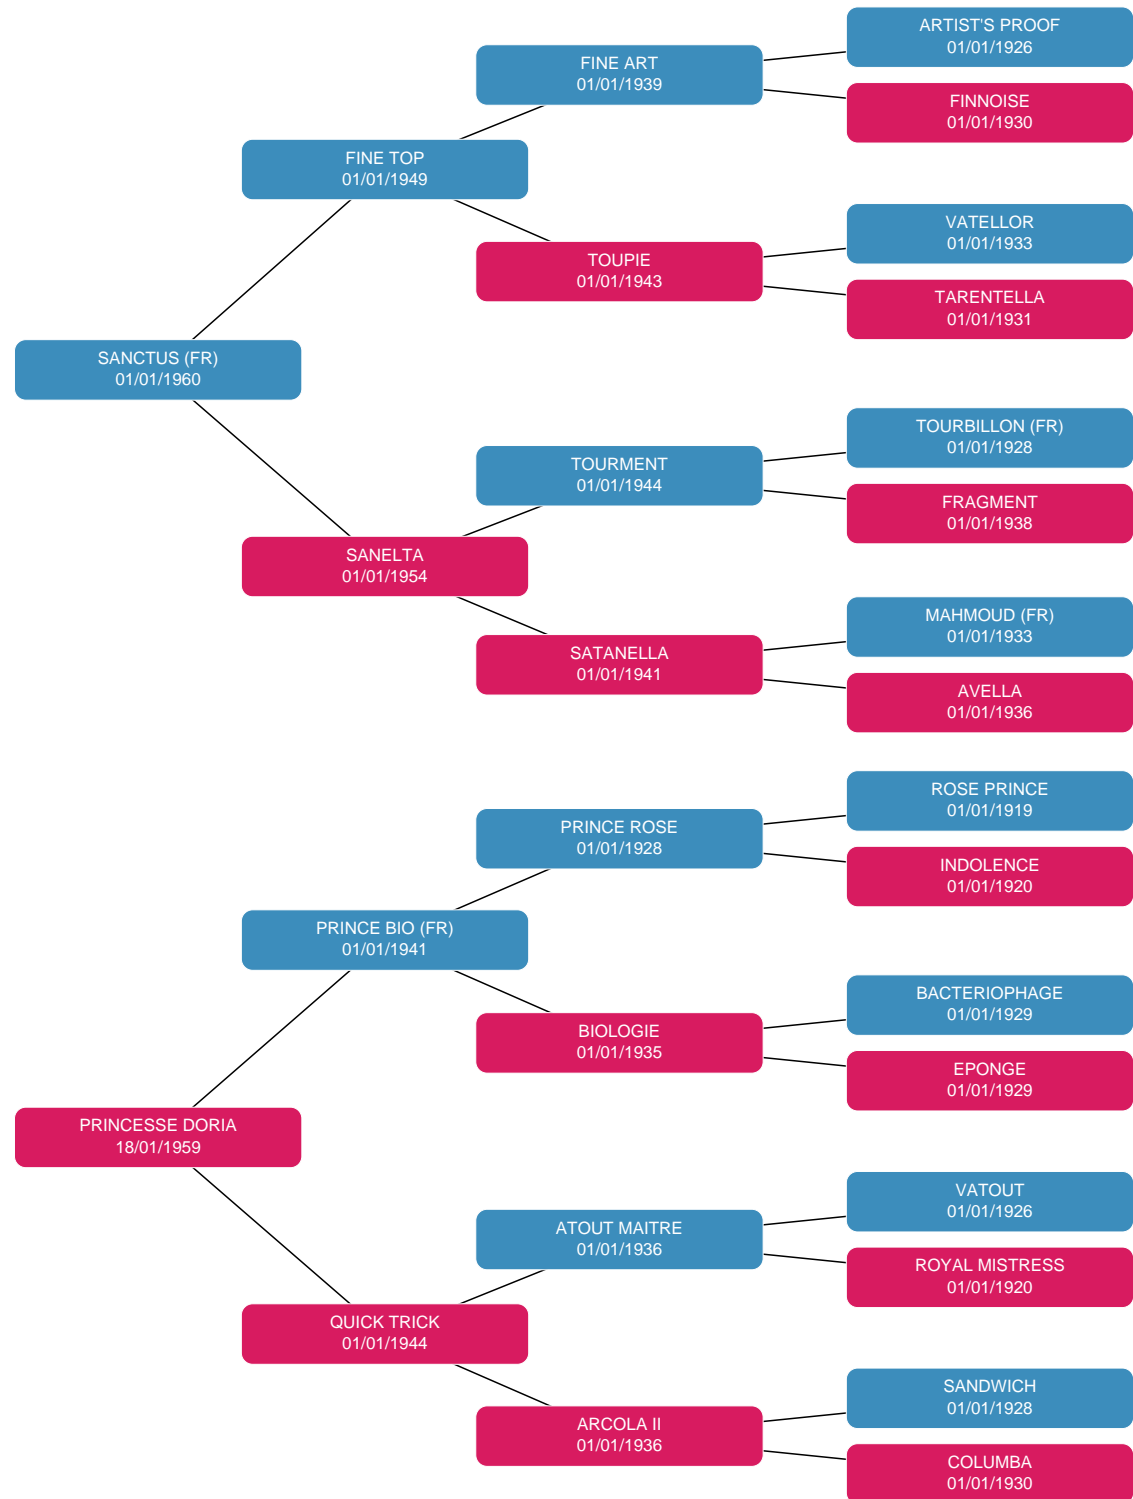 ARTIST'S PROOF
01/01/1926
FINE ART
01/01/1939
FINNOISE
01/01/1930
FINE TOP
01/01/1949
VATELLOR
01/01/1933
TOUPIE
01/01/1943
TARENTELLA
01/01/1931
SANCTUS (FR)
01/01/1960
TOURBILLON (FR)
01/01/1928
TOURMENT
01/01/1944
FRAGMENT
01/01/1938
SANELTA
01/01/1954
MAHMOUD (FR)
01/01/1933
SATANELLA
01/01/1941
AVELLA
01/01/1936
ROSE PRINCE
01/01/1919
PRINCE ROSE
01/01/1928
INDOLENCE
01/01/1920
PRINCE BIO (FR)
01/01/1941
BACTERIOPHAGE
01/01/1929
BIOLOGIE
01/01/1935
EPONGE
01/01/1929
PRINCESSE DORIA
18/01/1959
VATOUT
01/01/1926
ATOUT MAITRE
01/01/1936
ROYAL MISTRESS
01/01/1920
QUICK TRICK
01/01/1944
SANDWICH
01/01/1928
ARCOLA II
01/01/1936
COLUMBA
01/01/1930